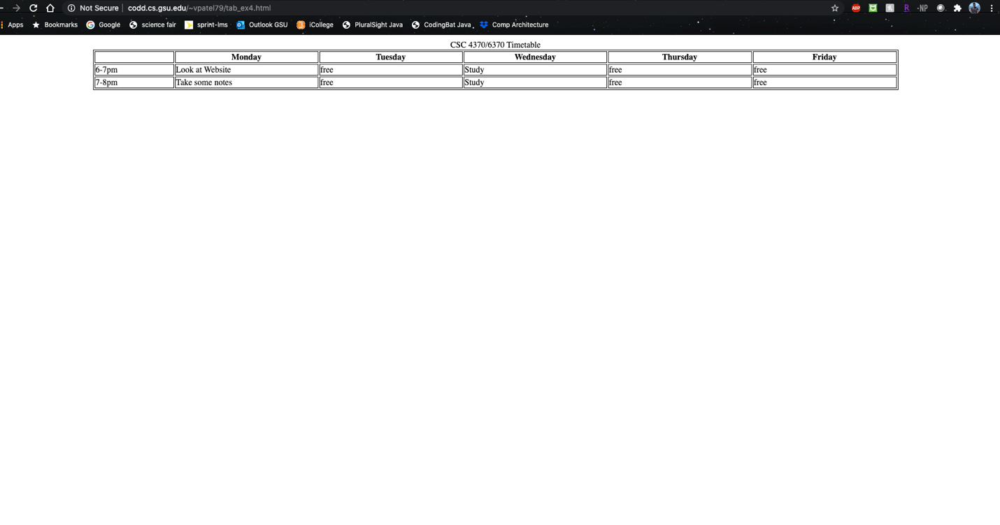 Not Secure codd.cs.gsu.edu/~vpatel79/tab_ex4.html ABP R NP
Apps Bookmarks Google science fair sprint-lms Outlook GSU iCollege PluralSight Java CodingBat Java Comp Architecture
CSC 4370/6370 Timetable
Monday Tuesday Wednesday Thursday Friday
6-7pm Look at Website free Study free free
7-8pm Take some notes free Study free free